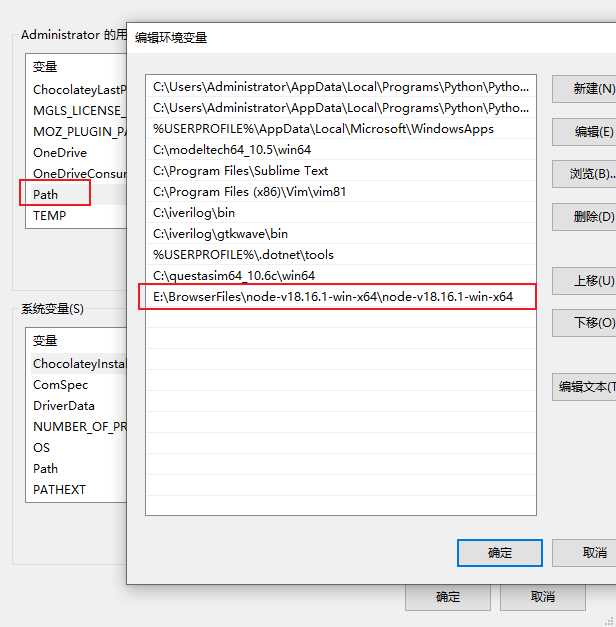 Administrator 的用
变量
ChocolateyLastP
MGLS_LICENSE_
MOZ_PLUGIN_PA
OneDrive
OneDriveConsum
Path
TEMP
系统变量(S)
变量
ChocolateyInstal
ComSpec
DriverData
NUMBER_OF_PR
OS
Path
PATHEXT
确定
取消
编辑环境变量
C:\Users\Administrator\AppData\Local\Programs\Python\Pytho...
C:\Users\Administrator\AppData\Local\Programs\Python\Pytho...
%USERPROFILE%\AppData\Local\Microsoft\WindowsApps
C:\modeltech64_10.5\win64
C:\Program Files\Sublime Text
C:\Program Files (x86)\Vim\vim81
C:\iverilog\bin
C:\iverilog\gtkwave\bin
%USERPROFILE%\.dotnet\tools
C:\questasim64_10.6c\win64
E:\BrowserFiles\node-v18.16.1-win-x64\node-v18.16.1-win-x64
新建(N)
编辑(E)
浏览(B)..
删除(D)
上移(U)
下移(O)
编辑文本(T
确定
取消